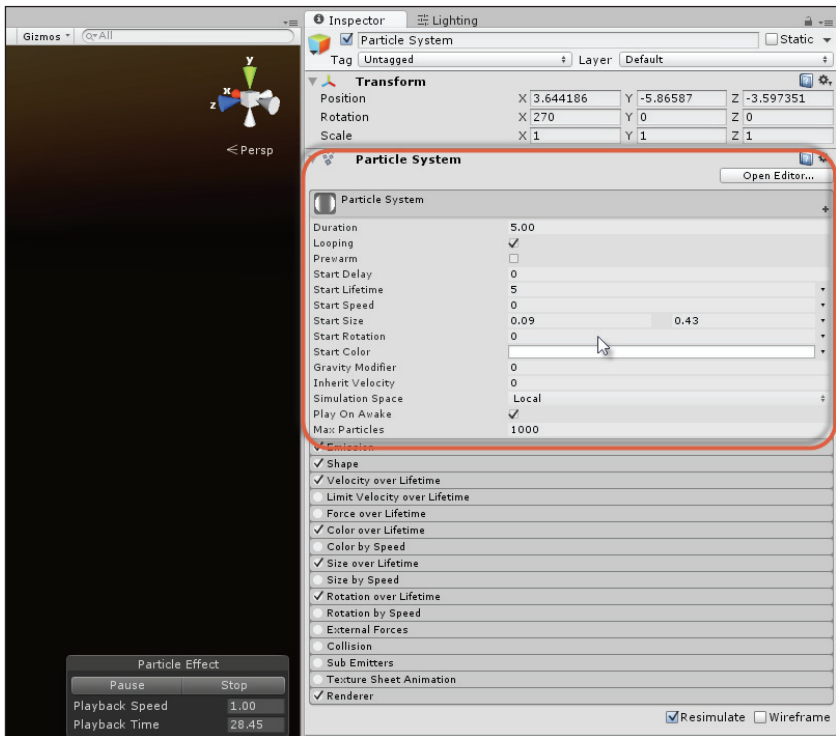 Gizmos
All
y
x
z
Persp
Inspector
Lighting
Particle System
Static
Tag Untagged Layer Default
Transform
Position X 3.644186 Y -5.86587 Z -3.597351
Rotation X 270 Y 0 Z 0
Scale X 1 Y 1 Z 1
Particle System
Open Editor...
Particle System
Duration 5.00
Looping
Prewarm
Start Delay 0
Start Lifetime 5
Start Speed 0
Start Size 0.09 0.43
Start Rotation 0
Start Color
Gravity Modifier 0
Inherit Velocity 0
Simulation Space Local
Play On Awake
Max Particles 1000
Emission
Shape
Velocity over Lifetime
Limit Velocity over Lifetime
Force over Lifetime
Color over Lifetime
Color by Speed
Size over Lifetime
Size by Speed
Rotation over Lifetime
Rotation by Speed
External Forces
Collision
Sub Emitters
Texture Sheet Animation
Renderer
Resimulate Wireframe
Particle Effect
Pause Stop
Playback Speed 1.00
Playback Time 28.45